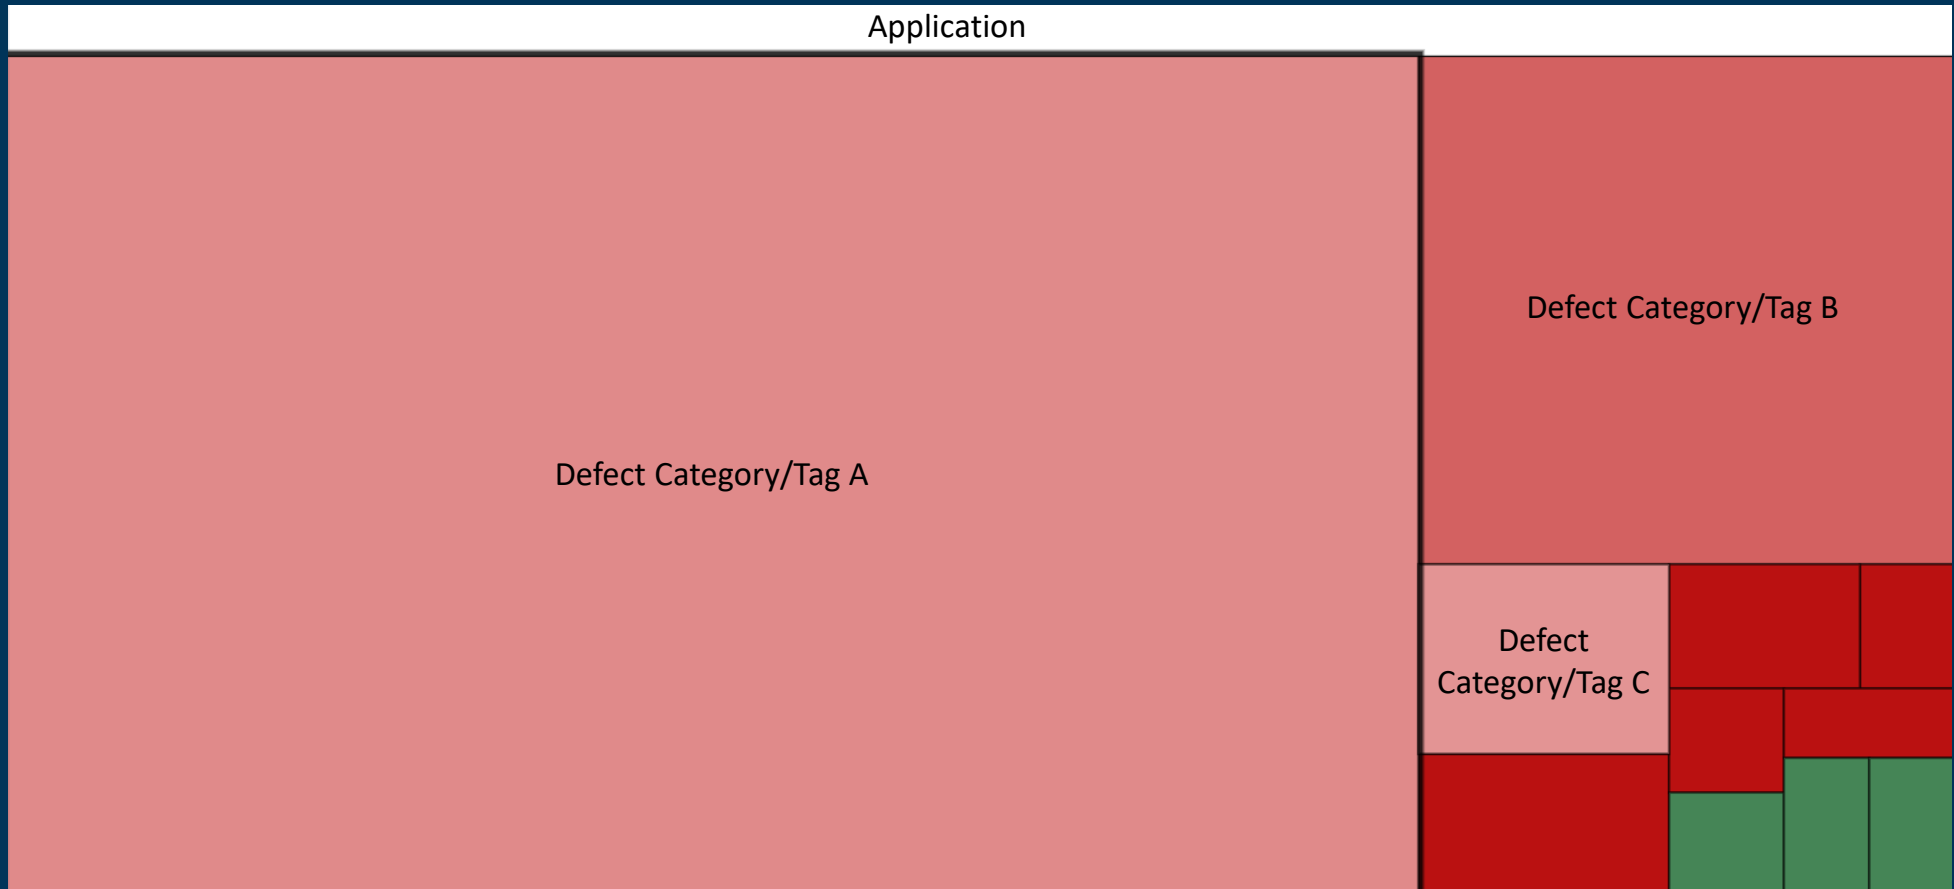 Application
Defect Category/Tag A
Defect Category/Tag B
Defect
Category/Tag C